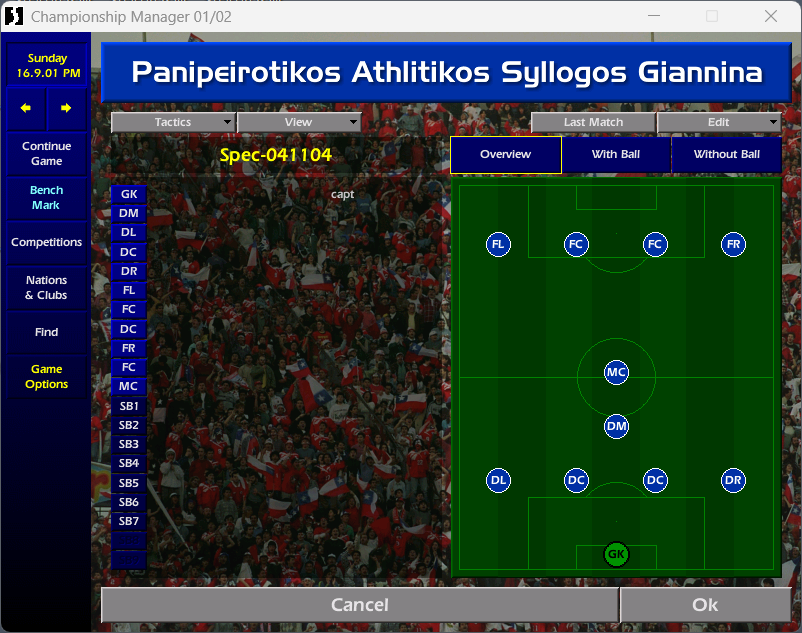 Championship Manager 01/02
Sunday
16.9.01 PM
Continue
Game
Bench
Mark
Competitions
Nations
& Clubs
Find
Game
Options
Panipeirotikos Athlitikos Syllogos Giannina
Tactics
View
Last Match
Edit
Spec-041104
Overview
With Ball
Without Ball
GK
capt
DM
DL
DC
DR
FL
FC
DC
FR
FC
MC
SB1
SB2
SB3
SB4
SB5
SB6
SB7
FL
FC
FC
FR
MC
DM
DL
DC
DC
DR
GK
Cancel
Ok